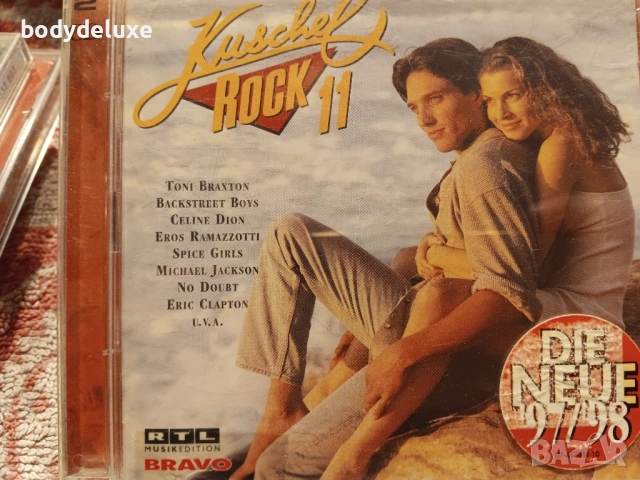 bodydeluxe
2
Kuschel
ROCK 11
TONI BRAXTON
BACKSTREET BOYS
CELINE DION
EROS RAMAZZOTTI
SPICE GIRLS
MICHAEL JACKSON
NO DOUBT
ERIC CLAPTON
U.V.A.
RTL
MUSIKEDITION
BRAVO
DIE
NEUE
'97/'98
BAZAR